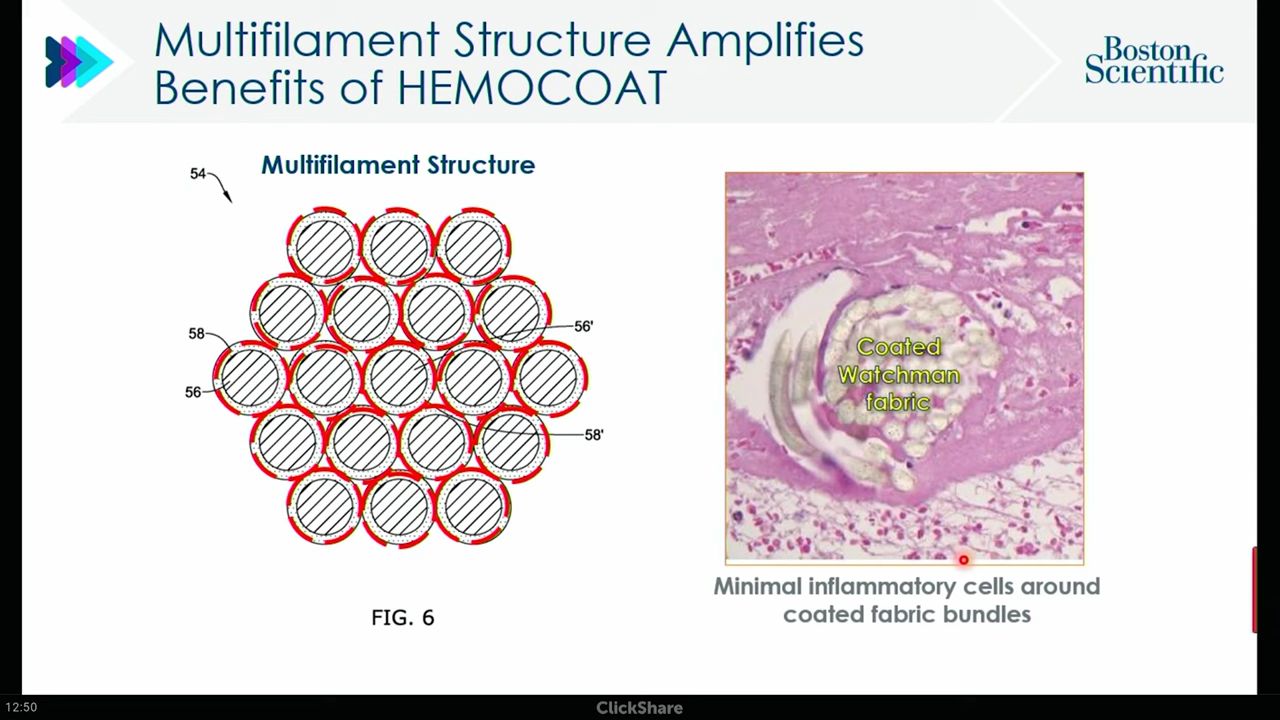 Multifilament Structure Amplifies
Benefits of HEMOCOAT
Boston
Scientific
Multifilament Structure
54
58
56
56'
58'
FIG. 6
Coated
Watchman
fabric
Minimal inflammatory cells around
coated fabric bundles
12:50
ClickShare